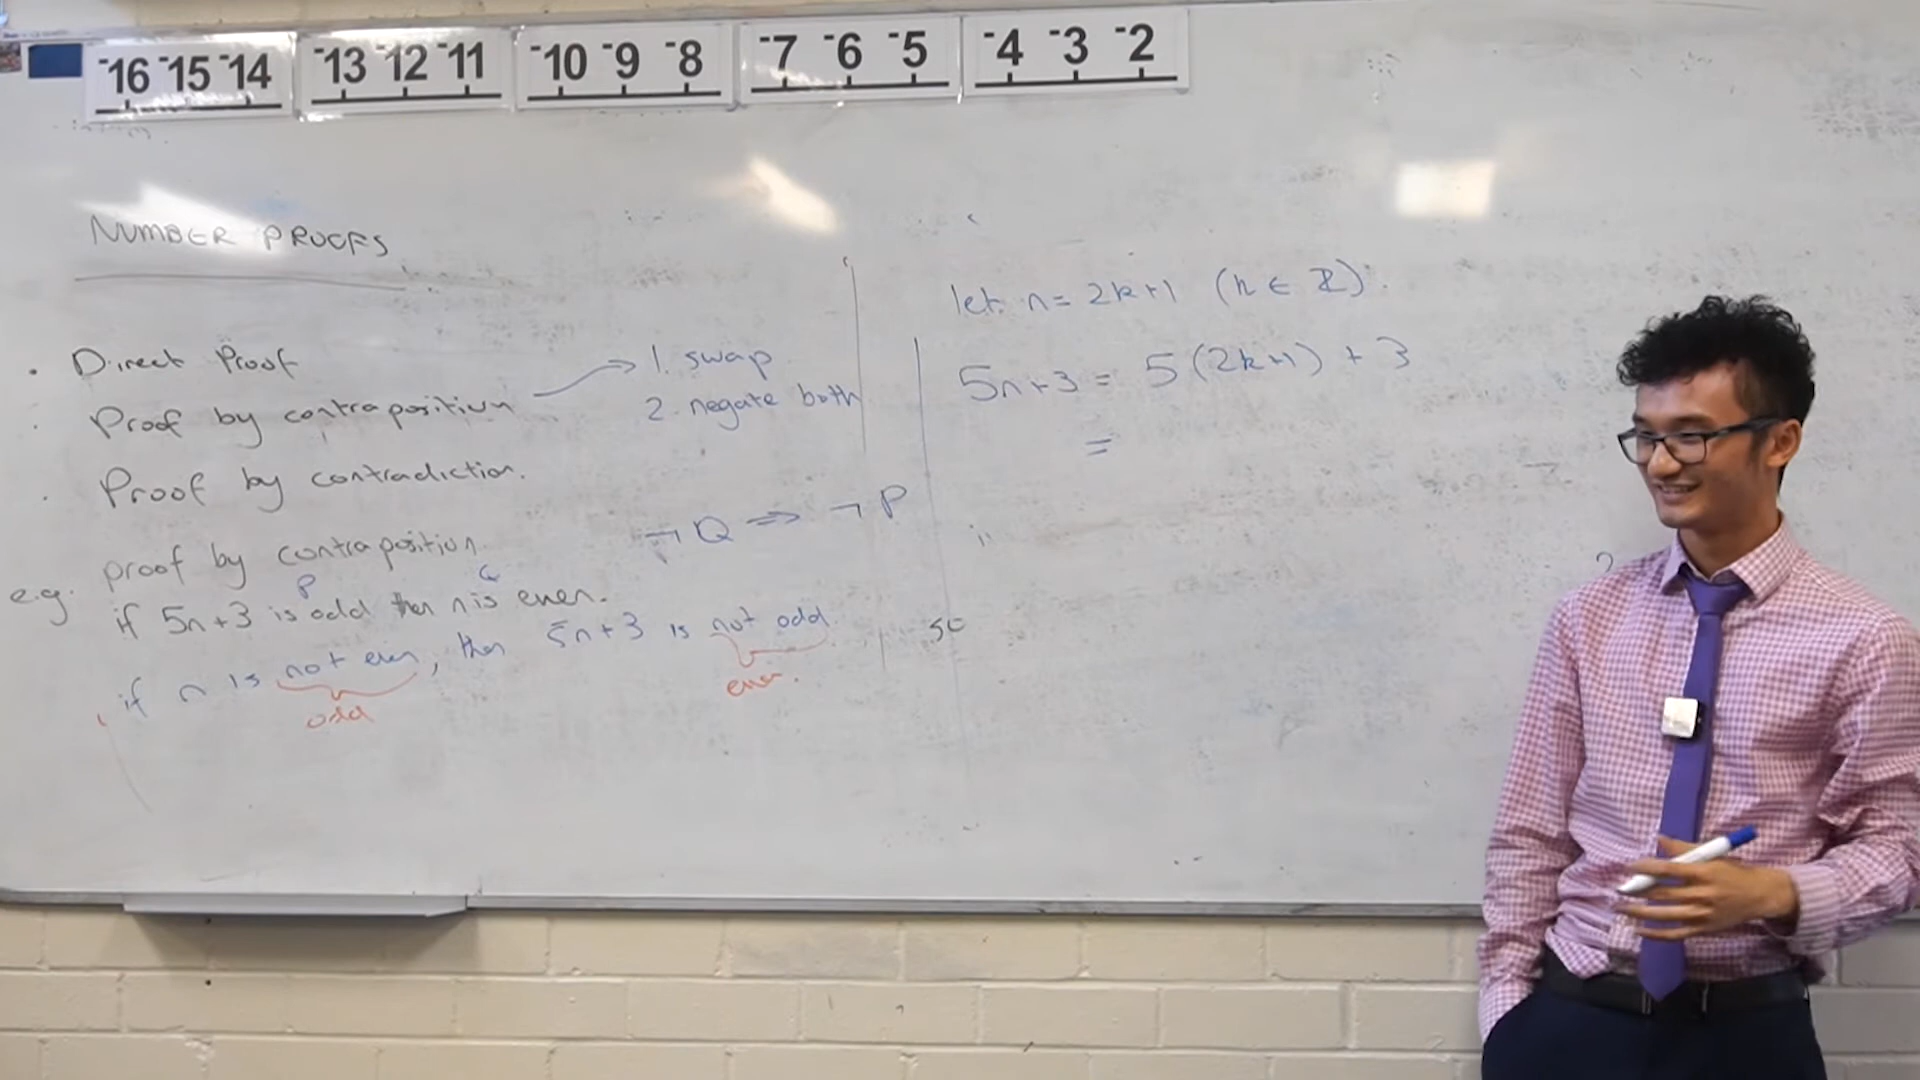 -16 -15 -14 -13 -12 -11 -10 -9 -8 -7 -6 -5 -4 -3 -2
NUMBER PROOFS
. Direct Proof
. Proof by contraposition → 1. swap
2. negate both
. Proof by contradiction.
¬Q ⇒ ¬P
proof by contraposition.
P Q
e.g. if 5n+3 is odd then n is even.
if n is not even, then 5n+3 is not odd.
odd
even.
let n = 2k+1 (k ∈ ℤ).
5n+3 = 5(2k+1) + 3
=